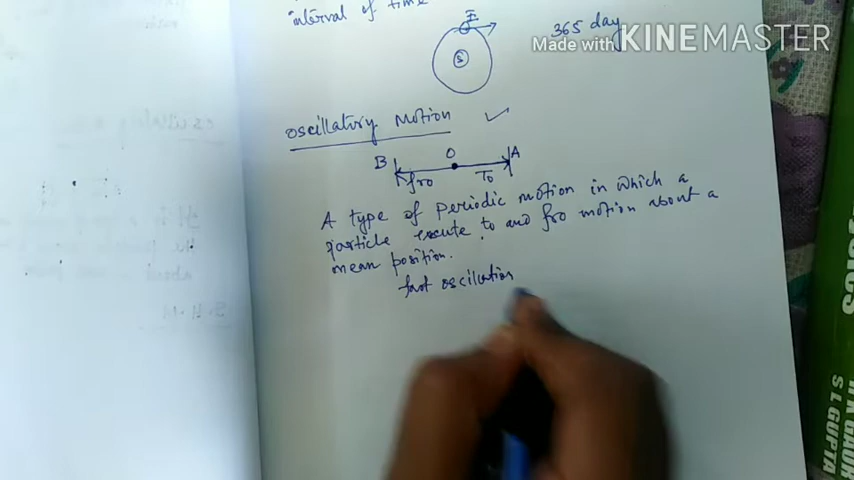 interval of time
E
365 day
S
Made with KINEMASTER
oscillatory Motion
B O A
fro To
A type of Periodic motion in which a
particle execute to and fro motion about a
mean position.
fast oscillation
S L GUPTA